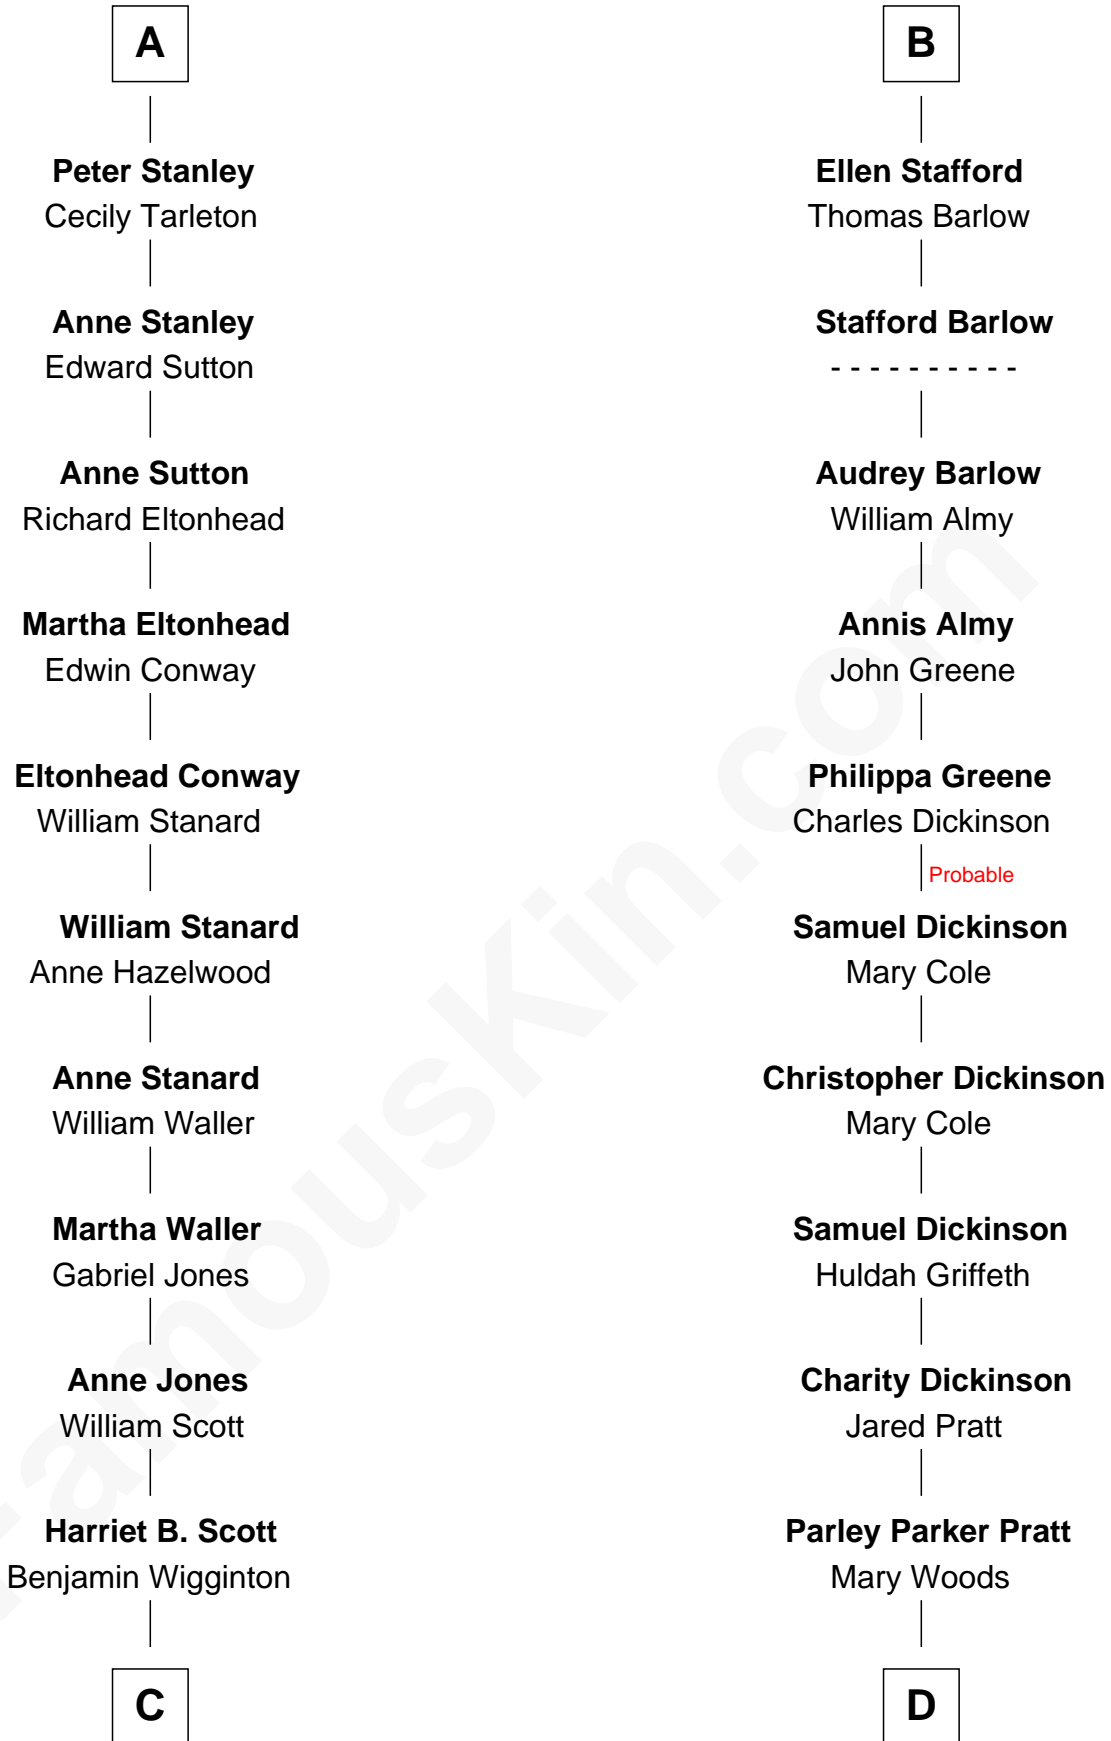 A
Peter Stanley
Cecily Tarleton
Anne Stanley
Edward Sutton
Anne Sutton
Richard Eltonhead
Martha Eltonhead
Edwin Conway
Eltonhead Conway
William Stanard
William Stanard
Anne Hazelwood
Anne Stanard
William Waller
Martha Waller
Gabriel Jones
Anne Jones
William Scott
Harriet B. Scott
Benjamin Wigginton
C
B
Ellen Stafford
Thomas Barlow
Stafford Barlow
- - - - - - - - - -
Audrey Barlow
William Almy
Annis Almy
John Greene
Philippa Greene
Charles Dickinson
Probable
Samuel Dickinson
Mary Cole
Christopher Dickinson
Mary Cole
Samuel Dickinson
Huldah Griffeth
Charity Dickinson
Jared Pratt
Parley Parker Pratt
Mary Woods
D
FamousKin.com